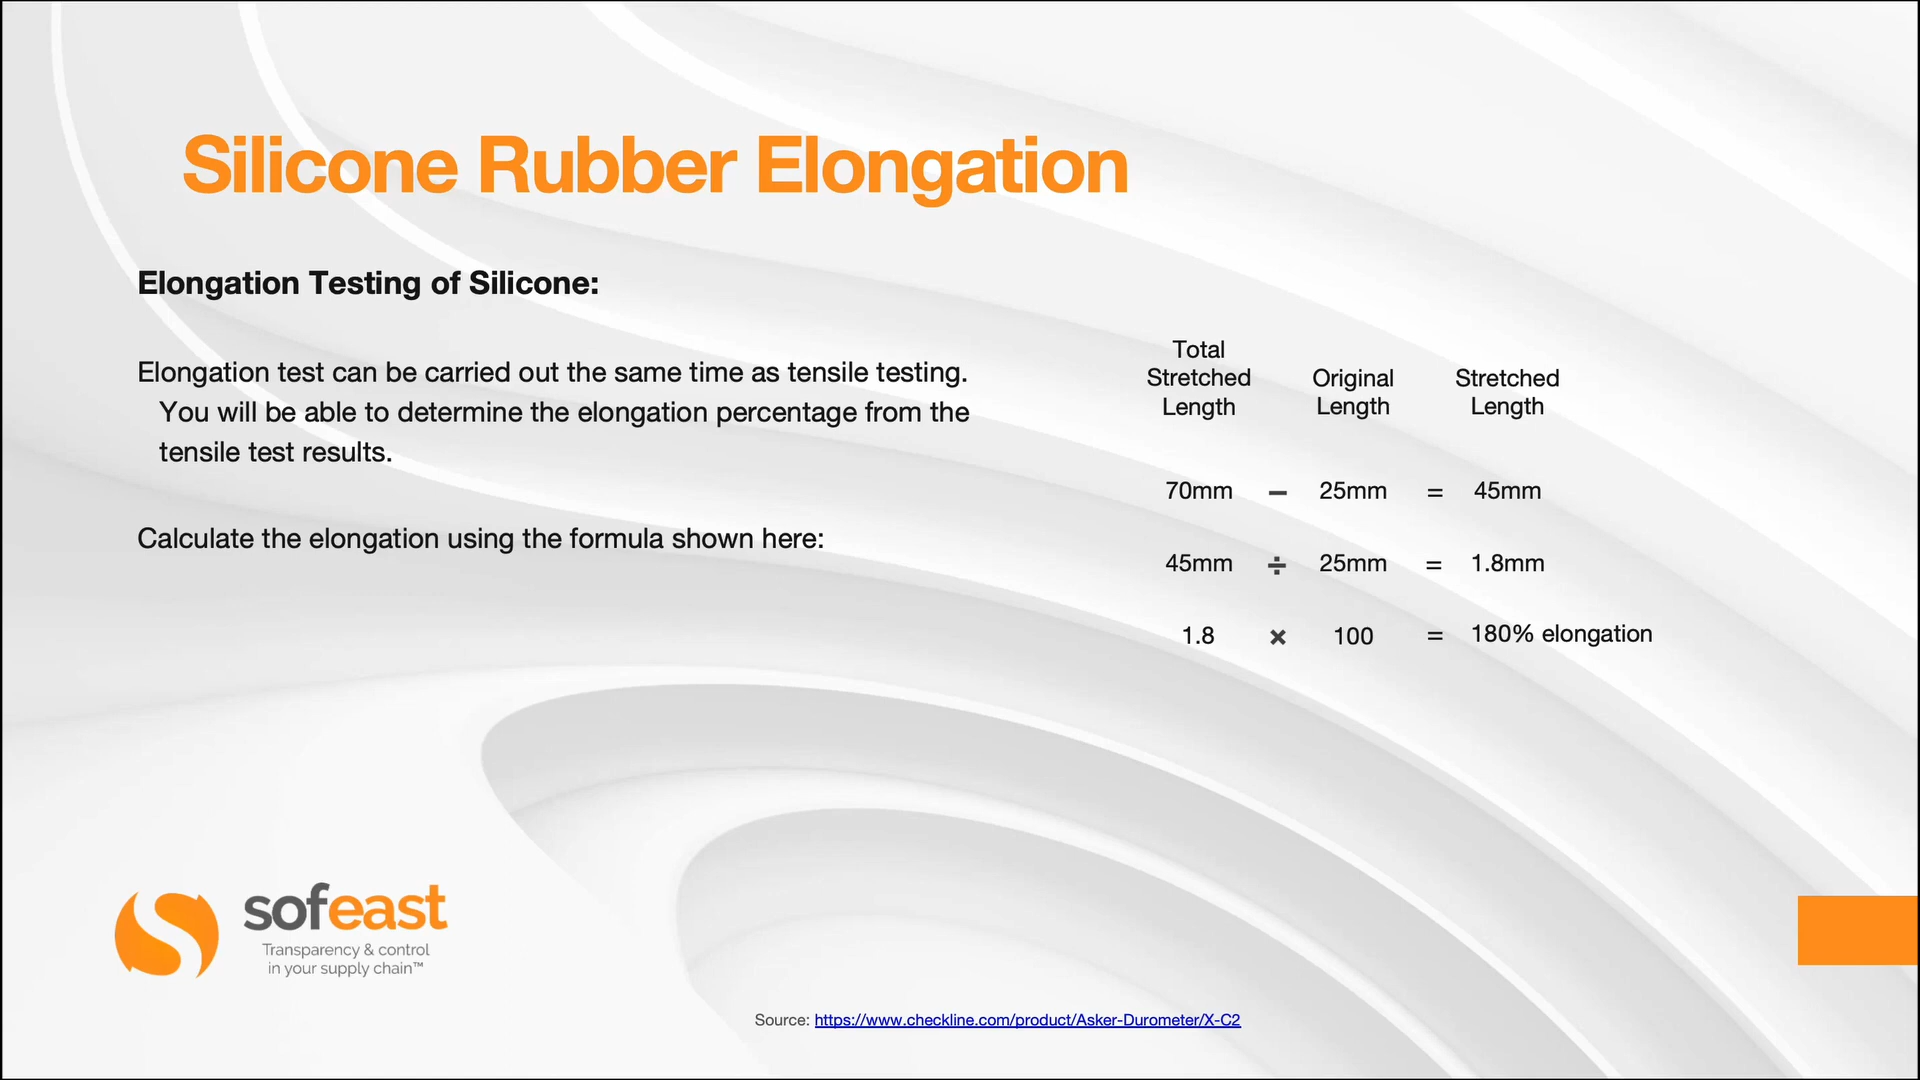 Silicone Rubber Elongation
Elongation Testing of Silicone:
Elongation test can be carried out the same time as tensile testing.
You will be able to determine the elongation percentage from the
tensile test results.
Calculate the elongation using the formula shown here:
Total
Stretched
Length
Original
Length
Stretched
Length
70mm − 25mm = 45mm
45mm ÷ 25mm = 1.8mm
1.8 × 100 = 180% elongation
sofeast
Transparency & control
in your supply chain™
Source: https://www.checkline.com/product/Asker-Durometer/X-C2